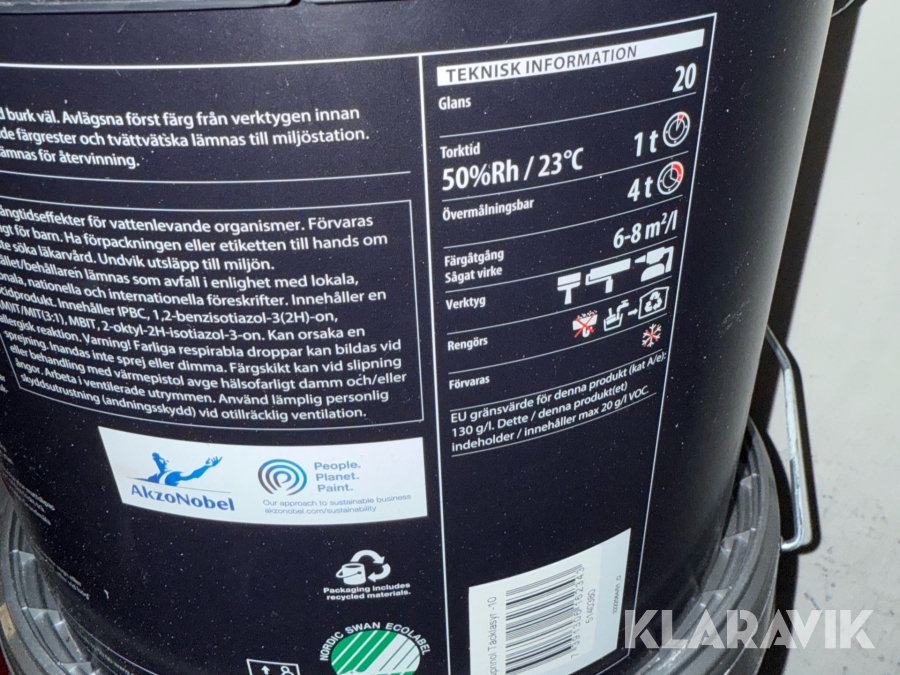 burk väl. Avlägsna först färg från verktygen innan
de färgrester och tvättvätska lämnas till miljöstation.
ämnas för återvinning.
ångtidseffekter för vattenlevande organismer. Förvaras
för barn. Ha förpackningen eller etiketten till hands om
söka läkarvård. Undvik utsläpp till miljön.
behållaren lämnas som avfall i enlighet med lokala,
nationella och internationella föreskrifter. Innehåller en
Innehåller IPBC, 1,2-benzisotiazol-3(2H)-on,
MIT(3:1), MBIT, 2-octyl-2H-isotiazol-3-on. Kan orsaka en
allergisk reaktion. Varning! Farliga respirabla droppar kan bildas vid
sprejning. Inandas inte sprej eller dimma. Färgskikt kan vid slipning
eller behandling med värmepistol avge hälsofarligt damm och/eller
ångor. Arbeta i ventilerade utrymmen. Använd lämplig personlig
skyddsutrustning (andningsskydd) vid otillräcklig ventilation.
AkzoNobel
People.
Planet.
Paint.
Our approach to sustainable business
akzonobel.com/sustainability
Packaging includes
recycled materials.
NORDIC SWAN ECOLABEL
TEKNISK INFORMATION
Glans 20
Torktid
50%Rh / 23°C 1 t
Övermålningsbar 4 t
Färgåtgång
Sågat virke 6-8 m²/l
Verktyg
Rengörs
Förvaras
EU gränsvärde för denna produkt (kat A/e):
130 g/l. Dette / denna produkt(et)
indeholder / innehåller max 20 g/l VOC.
Täcklasyr -10
7 391306 162343
5140380
KLARAVIK